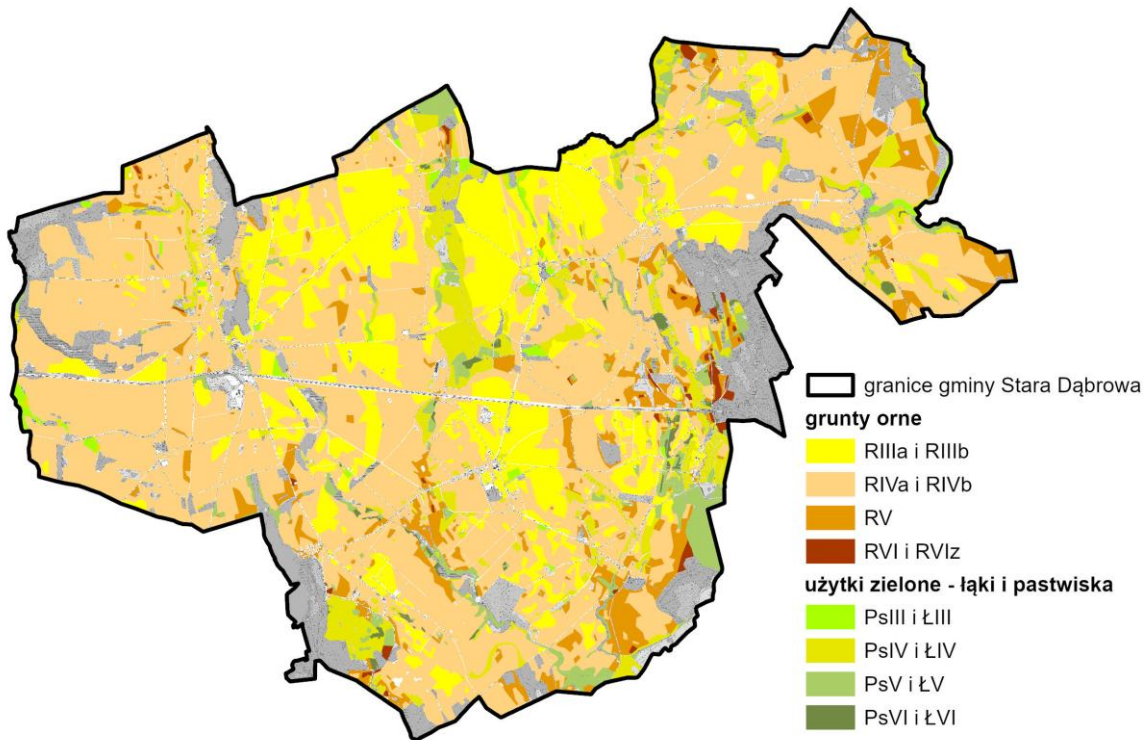 granice gminy Stara Dąbrowa
grunty orne
RIIIa i RIIIb
RIVa i RIVb
RV
RVI i RVIz
użytki zielone - łąki i pastwiska
PsIII i ŁIII
PsIV i ŁIV
PsV i ŁV
PsVI i ŁVI